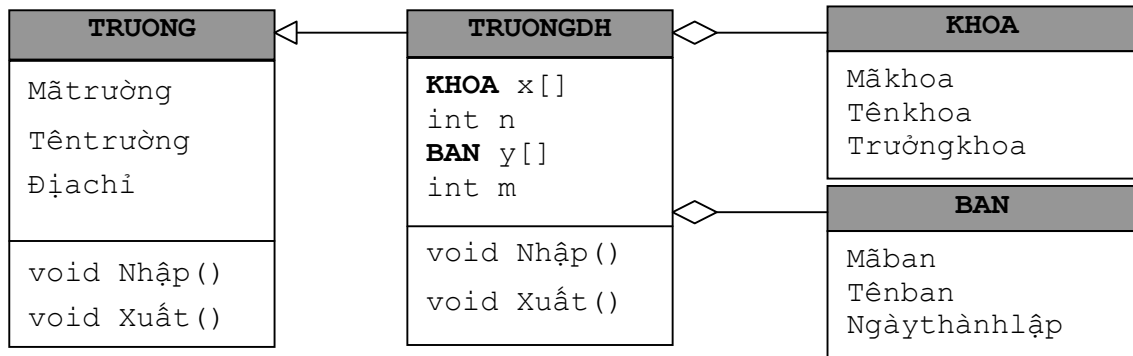 TRUONG
Mãtrường
Têntrường
Địachỉ
void Nhập()
void Xuất()
TRUONGDH
KHOA x[]
int n
BAN y[]
int m
void Nhập()
void Xuất()
KHOA
Mãkhoa
Tênkhoa
Trưởngkhoa
BAN
Mãban
Tênban
Ngàythànhlập